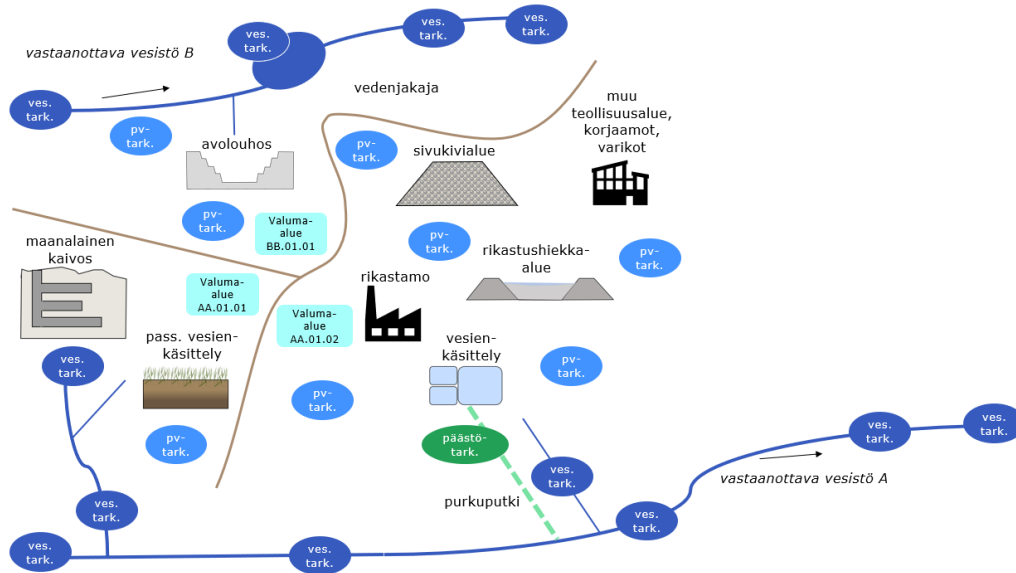 ves.
tark.
ves.
tark.
ves.
tark.
vastaanottava vesistö B
ves.
tark.
vedenjakaja
muu
teollisuusalue,
korjaamot,
varikot
pv-
tark.
avolouhos
pv-
tark.
sivukivialue
pv-
tark.
Valuma-
alue
BB.01.01
pv-
tark.
pv-
tark.
maanalainen
kaivos
rikastushiekka-
alue
Valuma-
alue
AA.01.01
rikastamo
Valuma-
alue
AA.01.02
pass. vesien-
käsittely
vesien-
käsittely
ves.
tark.
pv-
tark.
pv-
tark.
pv-
tark.
päästö-
tark.
ves.
tark.
ves.
tark.
ves.
tark.
vastaanottava vesistö A
purkuputki
ves.
tark.
ves.
tark.
ves.
tark.
ves.
tark.